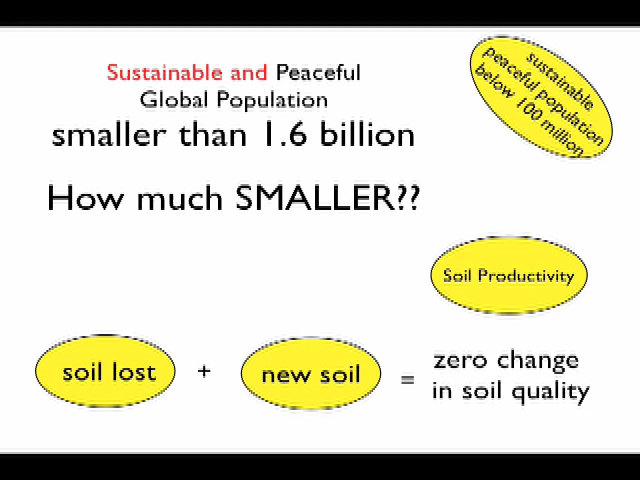 Sustainable and Peaceful
Global Population
smaller than 1.6 billion
sustainable
peaceful population
below 100 million
How much SMALLER??
Soil Productivity
soil lost + new soil = zero change
in soil quality